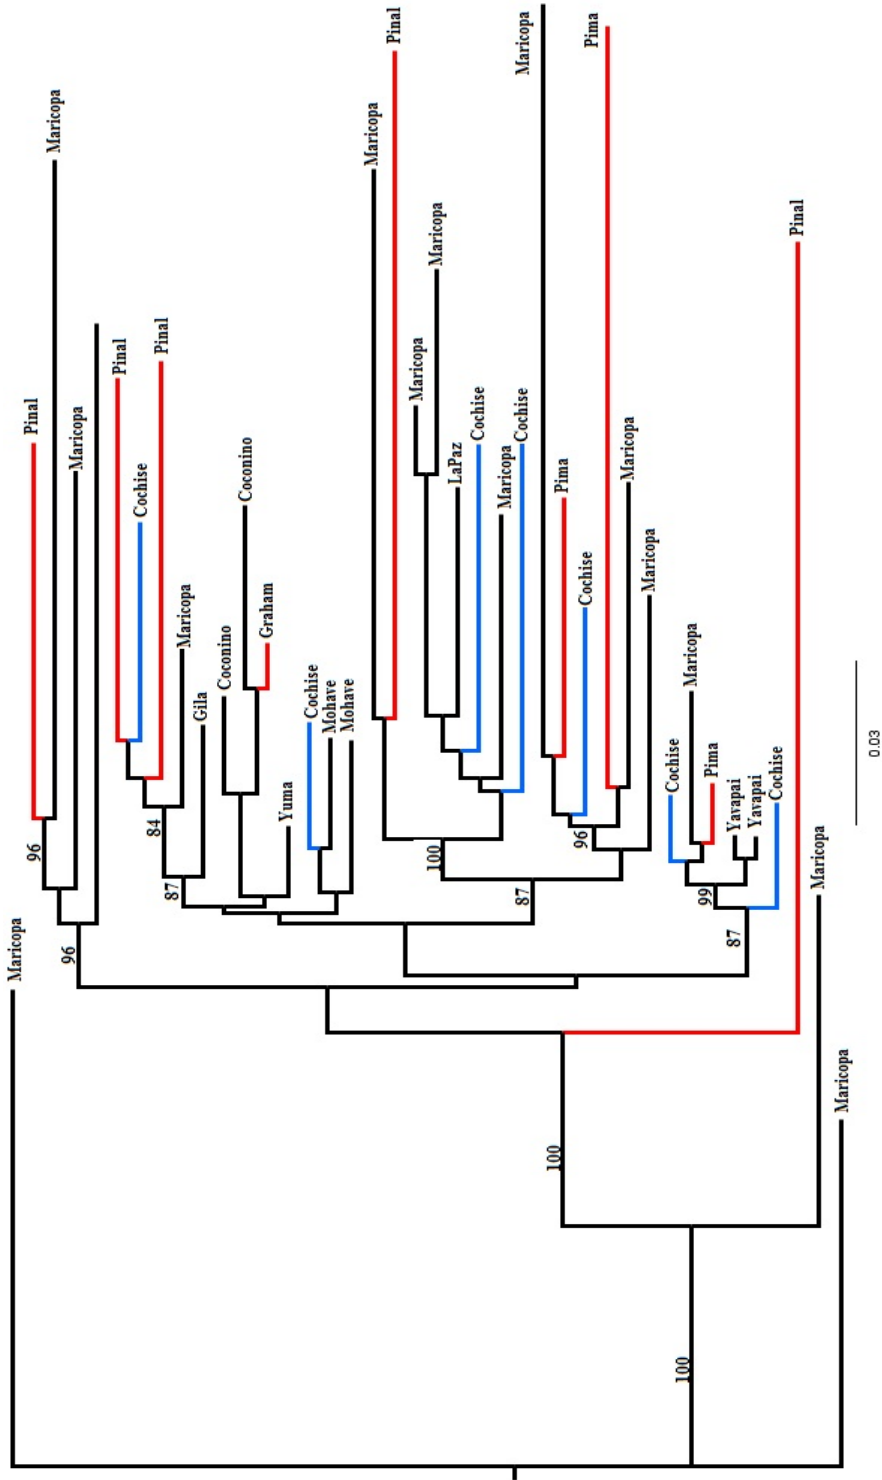 Maricopa
Pinal
Maricopa
Maricopa
96
96
Pinal
Cochise
Pinal
Maricopa
Gila
84
87
Coconino
Coconino
Graham
Yuma
Cochise
Mohave
Mohave
Maricopa
Pinal
Maricopa
Maricopa
LaPaz
Cochise
Maricopa
Cochise
100
87
Maricopa
Pima
Cochise
Pima
Maricopa
Maricopa
96
Cochise
Maricopa
Pima
Yavapai
Yavapai
Cochise
99
87
Pinal
Maricopa
Maricopa
100
100
0.03